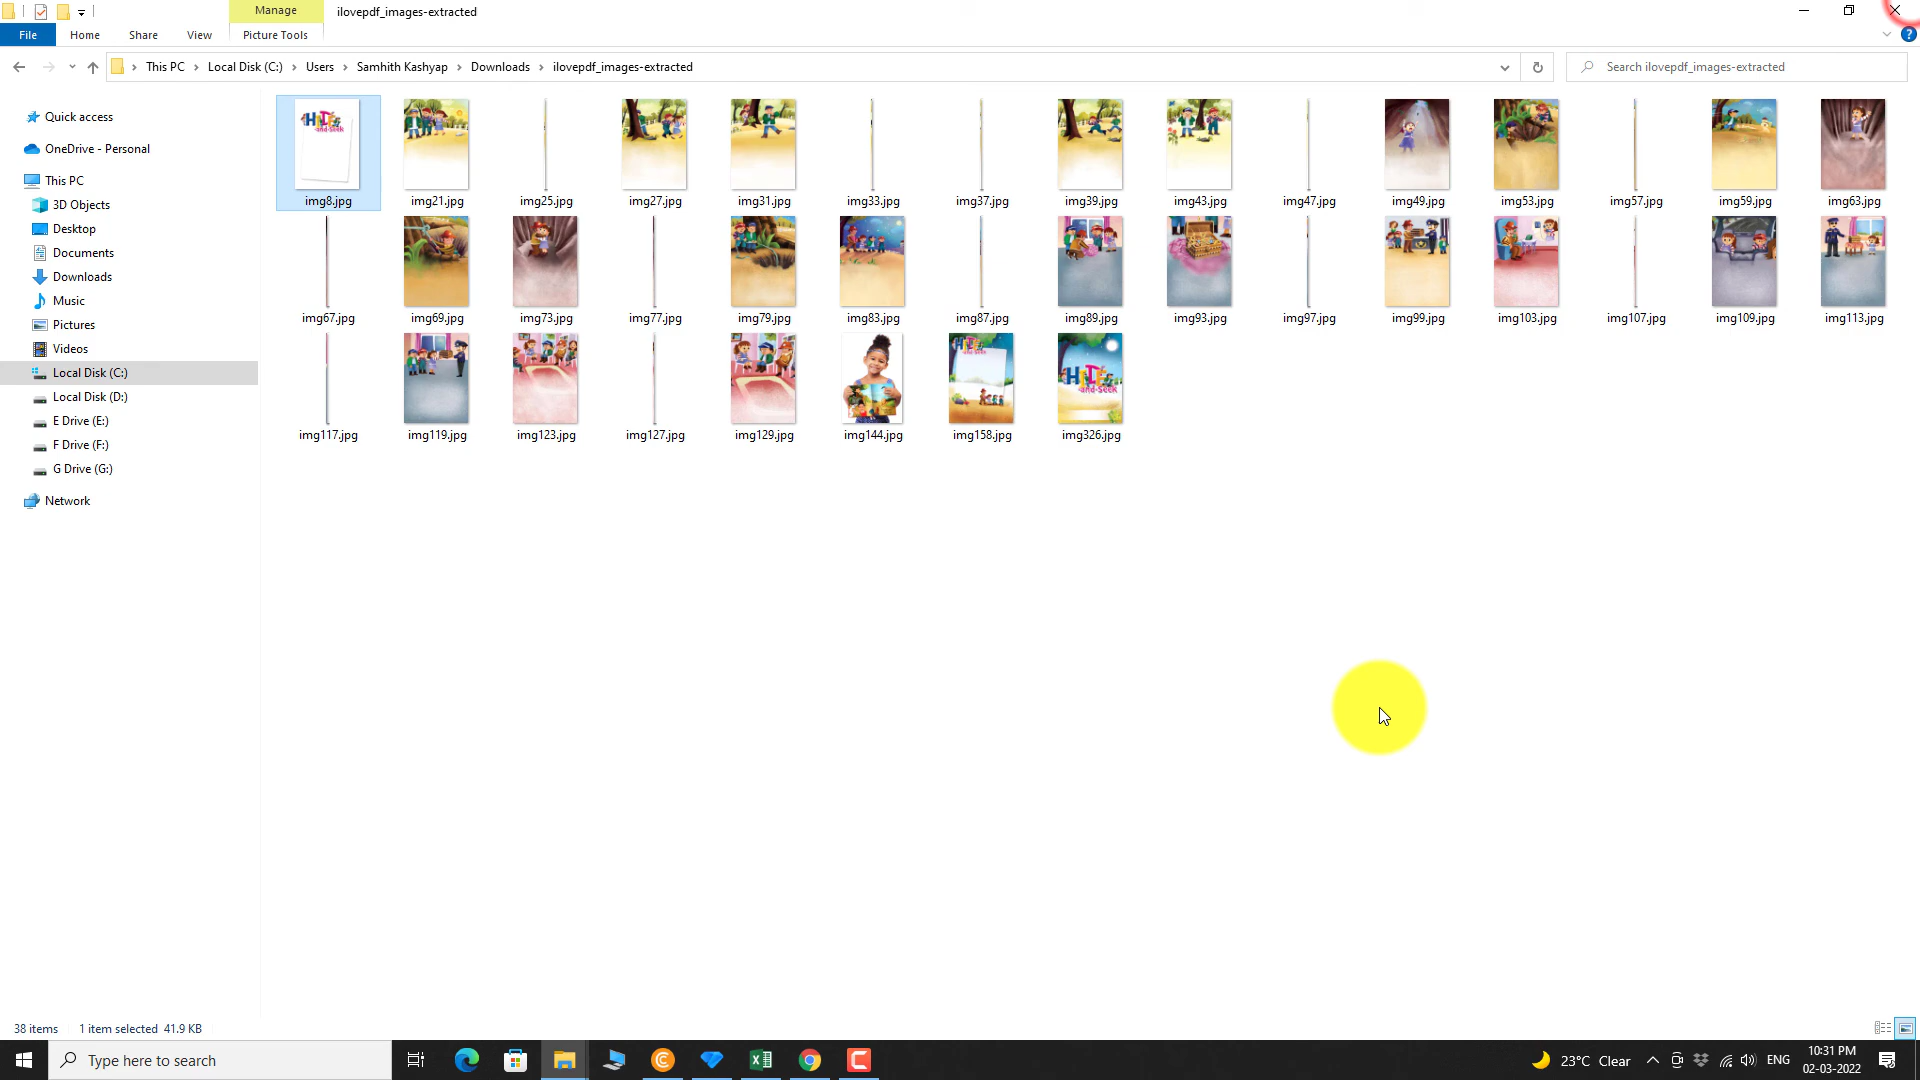 Manage
ilovepdf_images-extracted
File
Home
Share
View
Picture Tools
This PC
Local Disk (C:)
Users
Samhith Kashyap
Downloads
ilovepdf_images-extracted
Search ilovepdf_images-extracted
Quick access
OneDrive - Personal
This PC
3D Objects
Desktop
Documents
Downloads
Music
Pictures
Videos
Local Disk (C:)
Local Disk (D:)
E Drive (E:)
F Drive (F:)
G Drive (G:)
Network
img8.jpg
img21.jpg
img25.jpg
img27.jpg
img31.jpg
img33.jpg
img37.jpg
img39.jpg
img43.jpg
img47.jpg
img49.jpg
img53.jpg
img57.jpg
img59.jpg
img63.jpg
img67.jpg
img69.jpg
img73.jpg
img77.jpg
img79.jpg
img83.jpg
img87.jpg
img89.jpg
img93.jpg
img97.jpg
img99.jpg
img103.jpg
img107.jpg
img109.jpg
img113.jpg
img117.jpg
img119.jpg
img123.jpg
img127.jpg
img129.jpg
img144.jpg
img158.jpg
img326.jpg
38 items
1 item selected 41.9 KB
Type here to search
23°C Clear
ENG
10:31 PM
02-03-2022